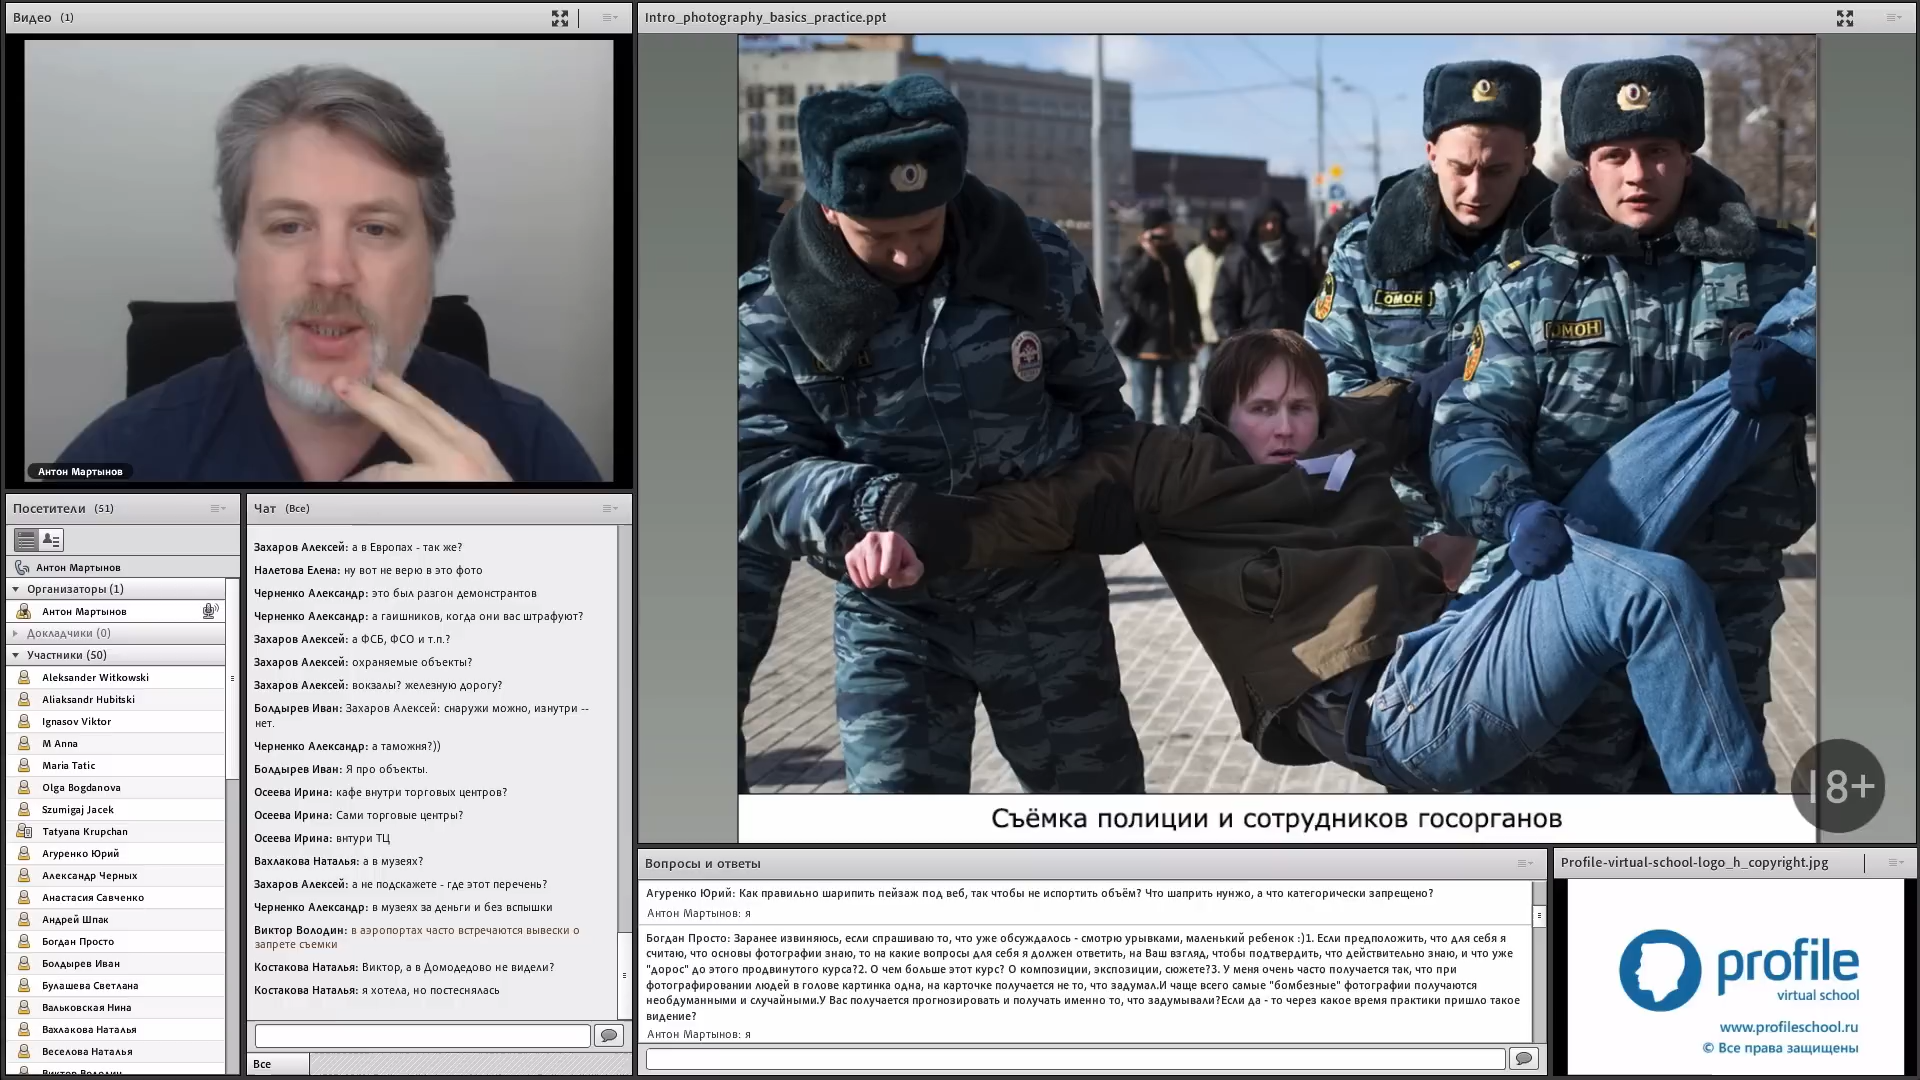 Видео (1)
Антон Мартынов
Посетители (51)
Антон Мартынов
Организаторы (1)
Антон Мартынов
Докладчики (0)
Участники (50)
Aleksander Witkowski
Aliaksandr Hubitski
Ignasov Viktor
M Anna
Maria Tatic
Olga Bogdanova
Szumigaj Jacek
Tatyana Krupchan
Агуренко Юрий
Александр Черных
Анастасия Савченко
Андрей Шпак
Богдан Просто
Болдырев Иван
Булашева Светлана
Вальковская Нина
Вахлакова Наталья
Веселова Наталья
Виктор Володин
Чат (Все)
Захаров Алексей: а в Европах - так же?
Налетова Елена: ну вот не верю в это фото
Черненко Александр: это был разгон демонстрантов
Черненко Александр: а гаишников, когда они вас штрафуют?
Захаров Алексей: а ФСБ, ФСО и т.п.?
Захаров Алексей: охраняемые объекты?
Захаров Алексей: вокзалы? железную дорогу?
Болдырев Иван: Захаров Алексей: снаружи можно, изнутри --
нет.
Черненко Александр: а таможня?))
Болдырев Иван: Я про объекты.
Осеева Ирина: кафе внутри торговых центров?
Осеева Ирина: Сами торговые центры?
Осеева Ирина: внтури ТЦ
Вахлакова Наталья: а в музеях?
Захаров Алексей: а не подскажете - где этот перечень?
Черненко Александр: в музеях за деньги и без вспышки
Виктор Володин: в аэропортах часто встречаются вывески о
запрете съемки
Костакова Наталья: Виктор, а в Домодедово не видели?
Костакова Наталья: я хотела, но постеснялась
Все
Intro_photography_basics_practice.ppt
ОМОН
ОМОН
18+
Съёмка полиции и сотрудников госорганов
Вопросы и ответы
Агуренко Юрий: Как правильно шарипить пейзаж под веб, так чтобы не испортить объём? Что шаприть нунжо, а что категорически запрещено?
Антон Мартынов: я
Богдан Просто: Заранее извиняюсь, если спрашиваю то, что уже обсуждалось - смотрю урывками, маленький ребенок :)1. Если предположить, что для себя я
считаю, что основы фотографии знаю, то на какие вопросы для себя я должен ответить, на Ваш взгляд, чтобы подтвердить, что действительно знаю, и что уже
"дорос" до этого продвинутого курса?2. О чем больше этот курс? О композиции, экспозиции, сюжете?3. У меня очень часто получается так, что при
фотографировании людей в голове картинка одна, на карточке получается не то, что задумал.И чаще всего самые "бомбезные" фотографии получаются
необдуманными и случайными.У Вас получается прогнозировать и получать именно то, что задумывали?Если да - то через какое время практики пришло такое
видение?
Антон Мартынов: я
Profile-virtual-school-logo_h_copyright.jpg
profile
virtual school
www.profileschool.ru
© Все права защищены